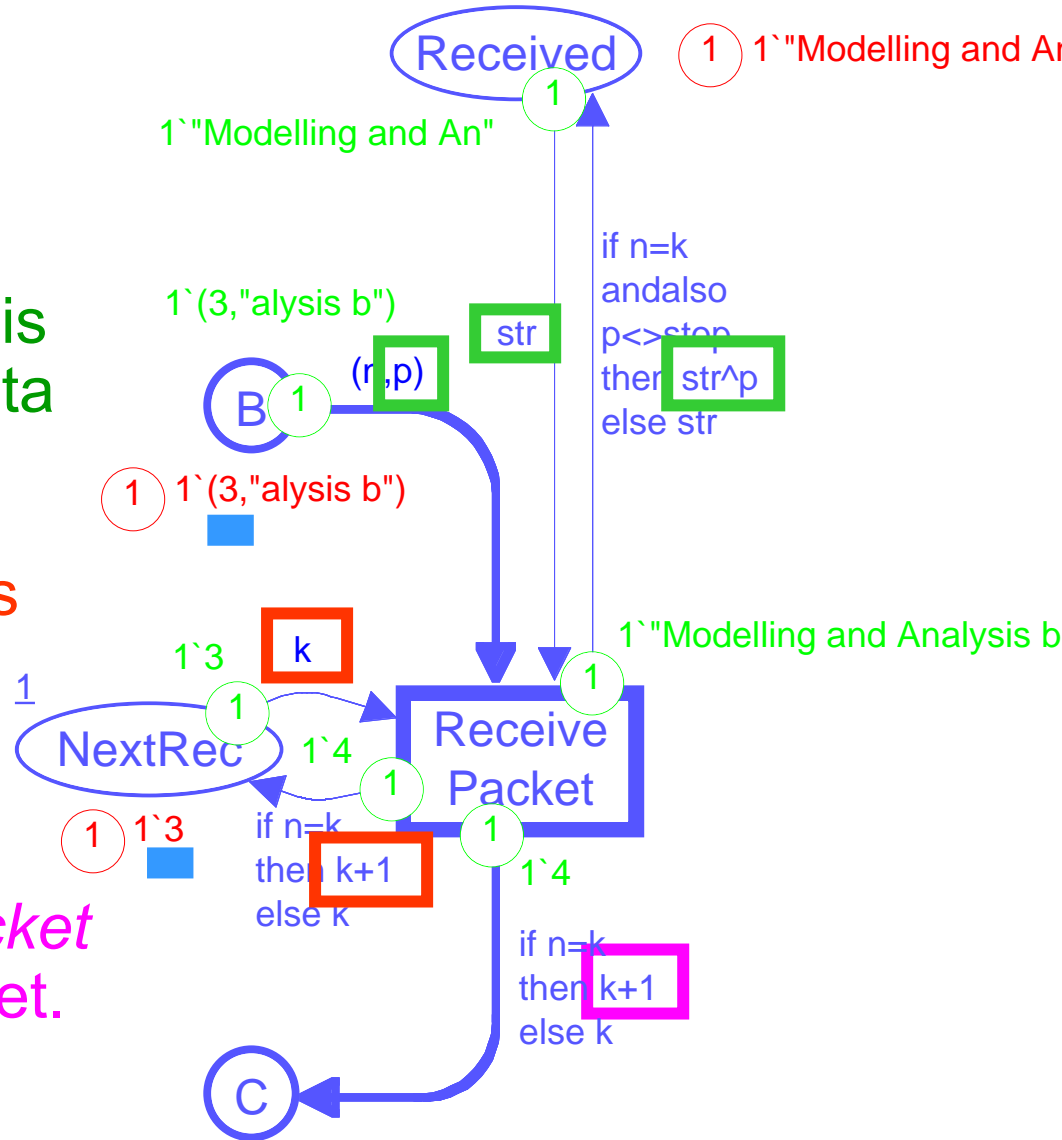 Received
1 1`"Modelling and An
1
1`"Modelling and An"
if n=k
andalso
p<>stop
then str^p
else str
1`(3,"alysis b")
str
is
ta
(n,p)
B 1
1 1`(3,"alysis b")
s
k
1`3
1`"Modelling and Analysis b
1
1
1
NextRec
Receive
Packet
1`4
1
1 1`3
if n=k
then k+1
else k
1
1`4
cket
et.
if n=k
then k+1
else k
C